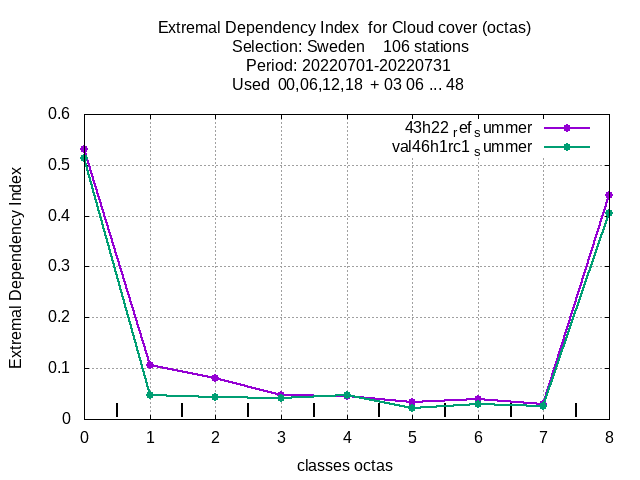 Extremal Dependency Index  for Cloud cover (octas)
Selection: Sweden    106 stations
Period: 20220701-20220731
Used  00,06,12,18  + 03 06 ... 48
43h22 ref summer
val46h1rc1 summer
Extremal Dependency Index
0.6
0.5
0.4
0.3
0.2
0.1
0
0 1 2 3 4 5 6 7 8
classes octas